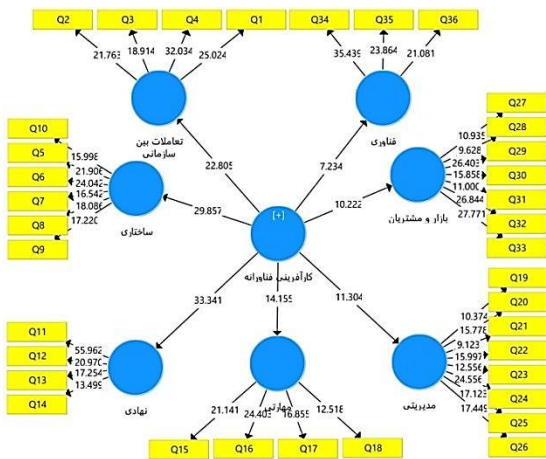 Q2
Q3
Q4
Q1
Q34
Q35
Q36
21.763
18.914
32.034
25.024
35.439
23.864
21.081
تعاملات بین
سازمانی
فناوری
Q10
Q5
Q6
Q7
Q8
Q9
15.998
21.906
24.042
16.542
18.086
17.220
ساختاری
22.805
7.234
29.857
10.222
Q27
Q28
Q29
Q30
Q31
Q32
Q33
10.935
9.628
26.403
15.858
11.000
26.844
27.771
بازار و مشتریان
[+]
کارآفرینی فناورانه
33.341
14.155
11.304
Q11
Q12
Q13
Q14
55.962
20.970
17.254
13.499
نهادی
مهارتی
21.141
24.403
16.855
12.518
Q15
Q16
Q17
Q18
مدیریتی
Q19
Q20
Q21
Q22
Q23
Q24
Q25
Q26
10.374
15.778
9.123
15.997
12.556
24.556
17.123
17.449